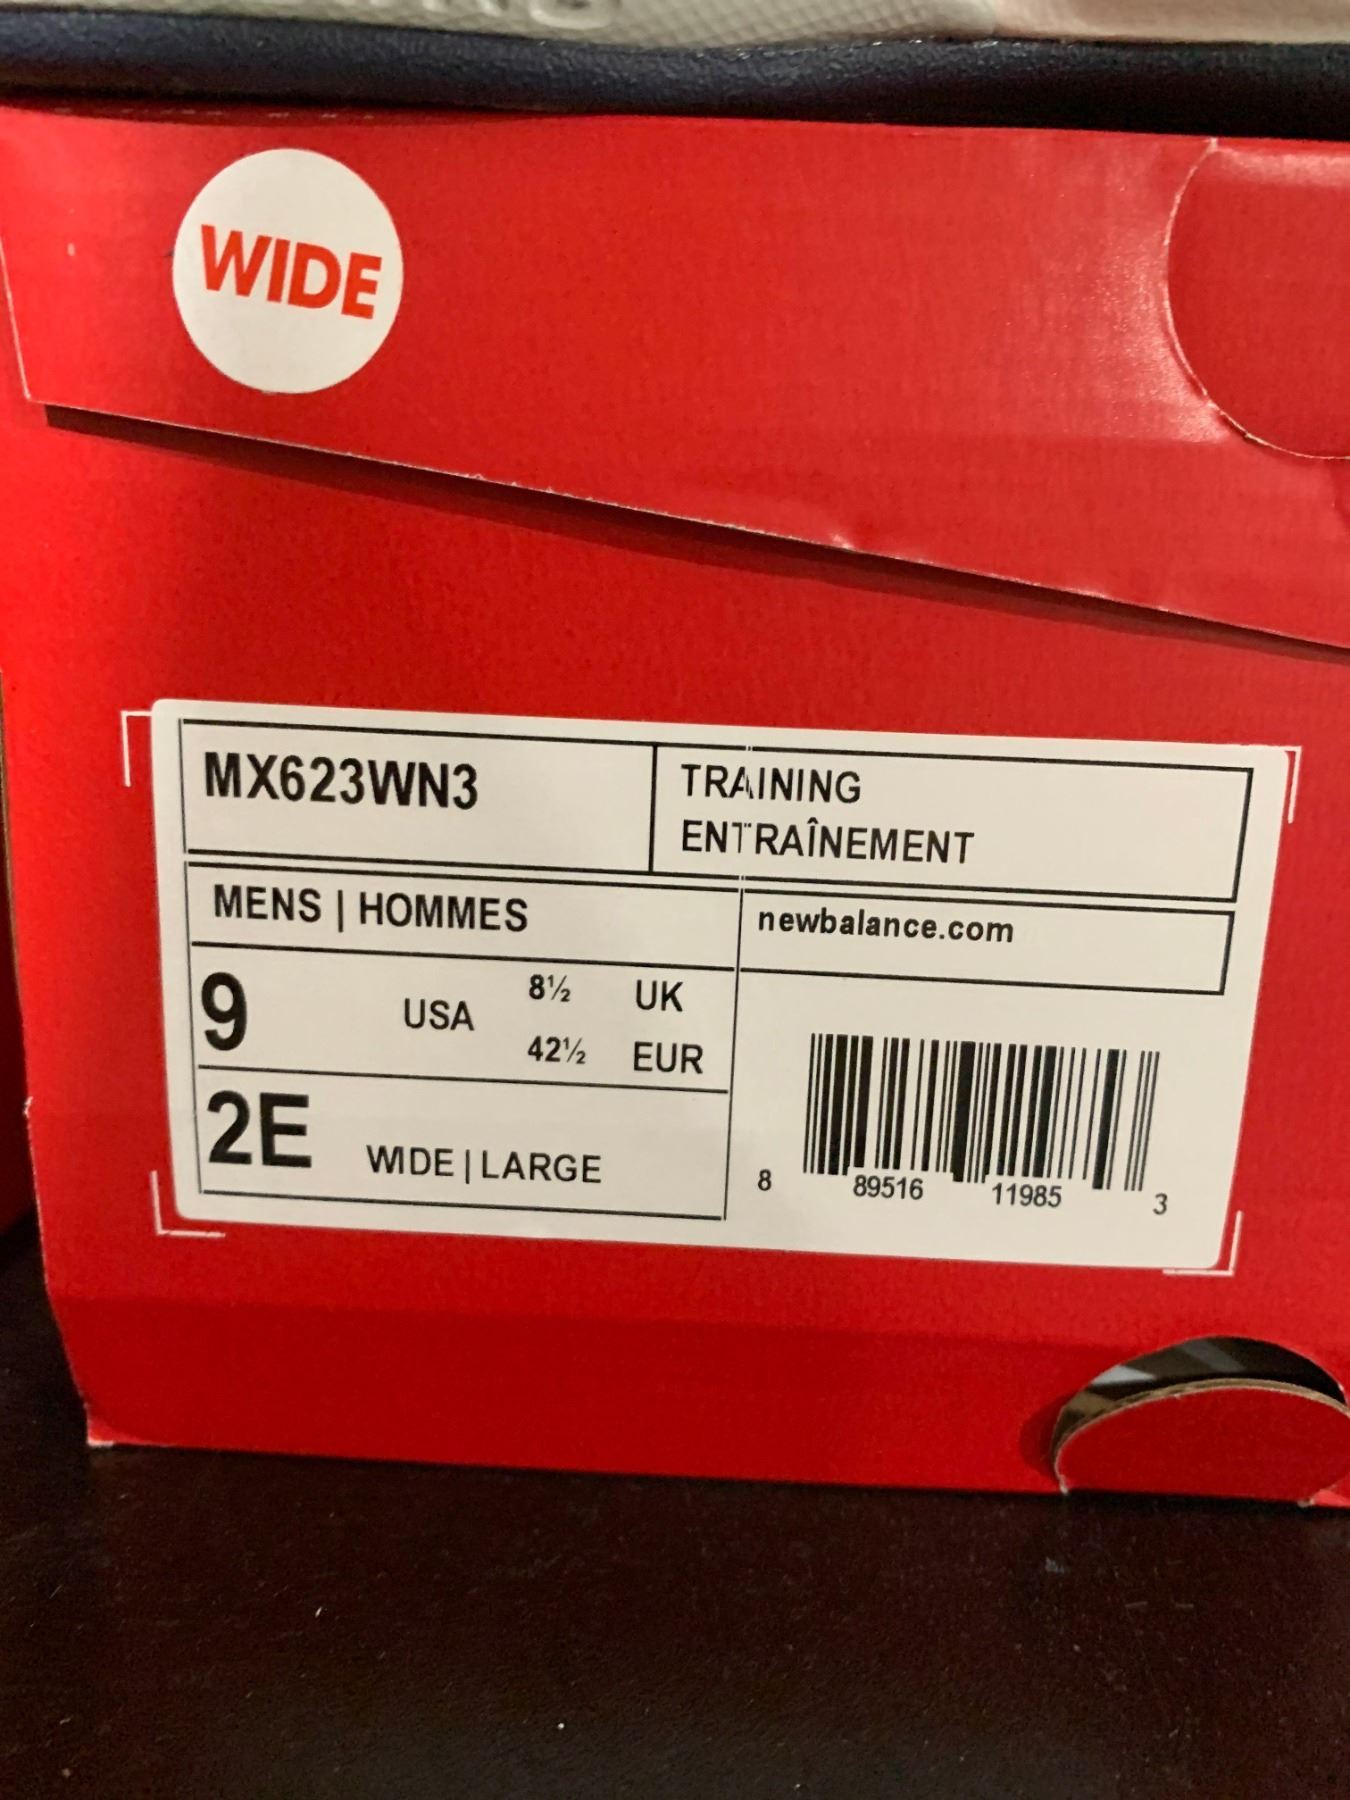 WIDE
MX623WN3
TRAINING
ENTRAÎNEMENT
MENS | HOMMES
newbalance.com
9 USA 8½ UK
42½ EUR
2E WIDE | LARGE
8 89516 11985 3